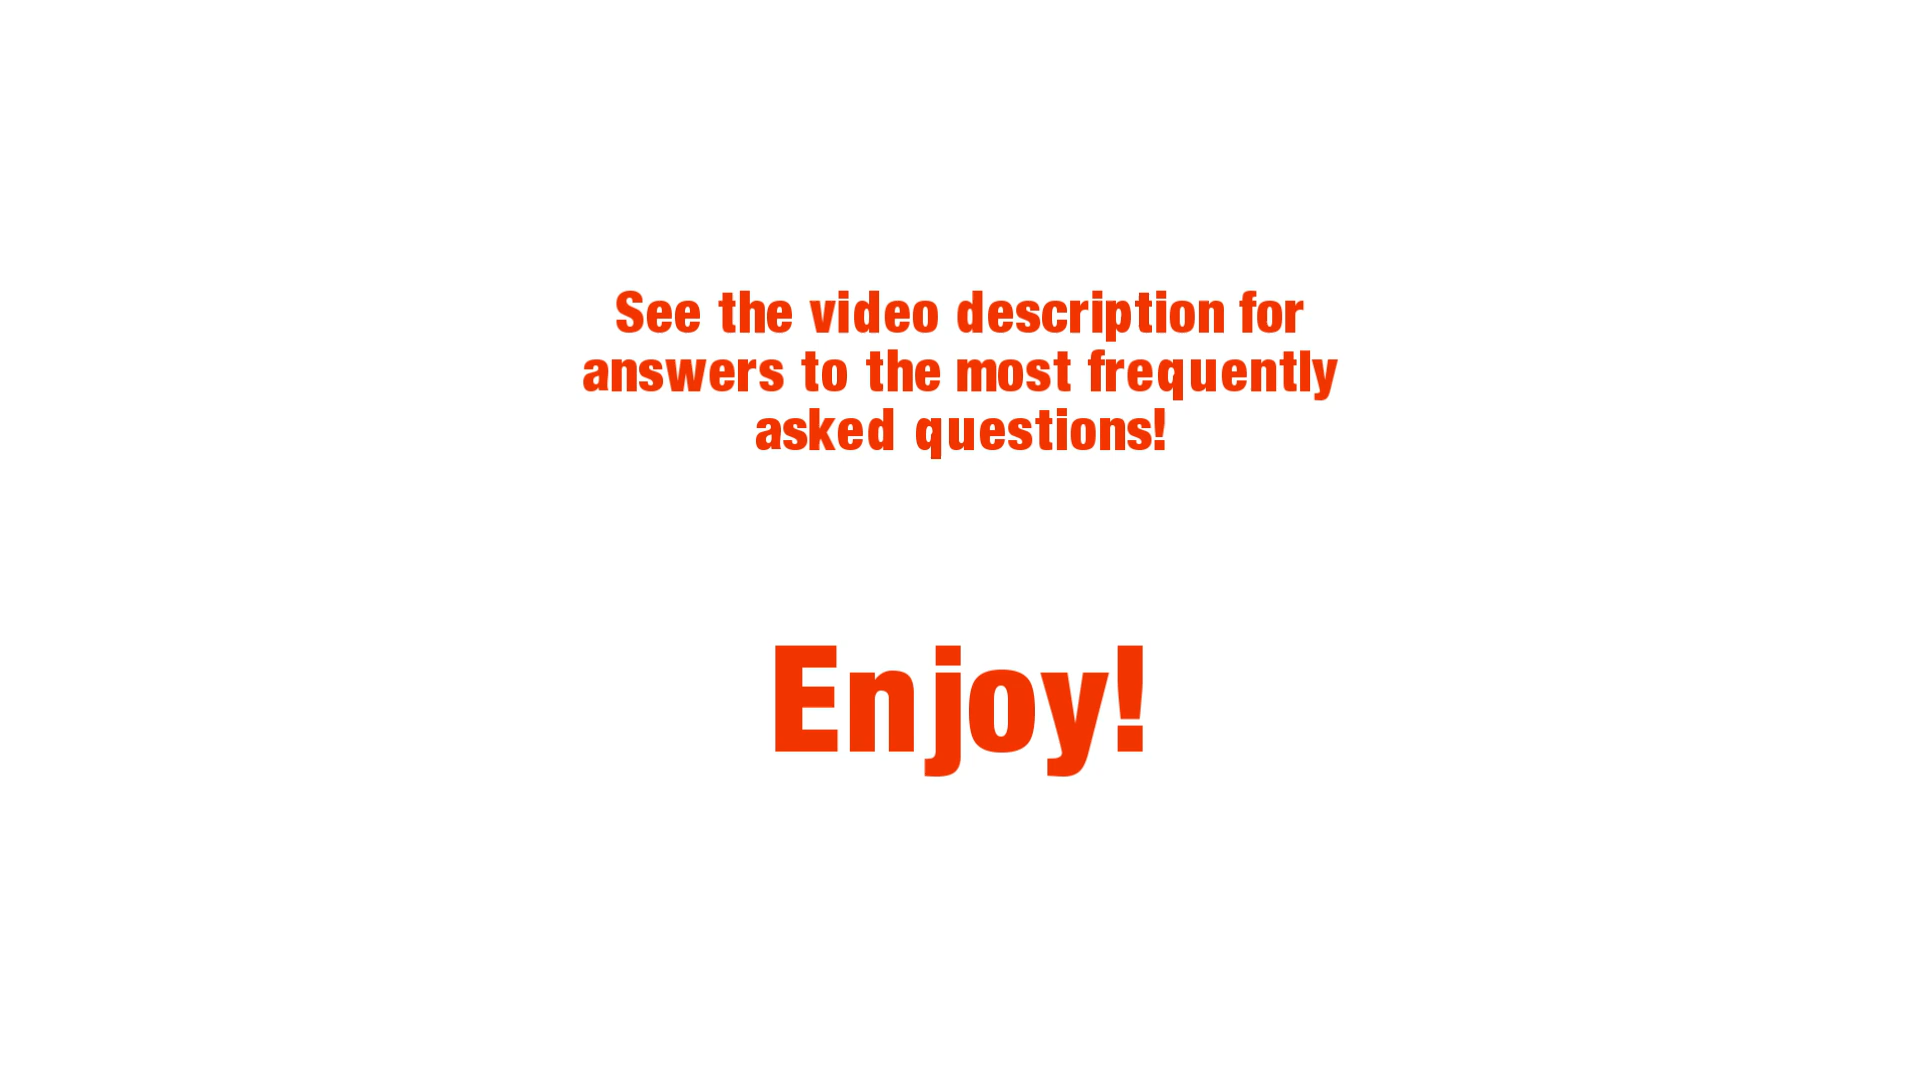 See the video description for
answers to the most frequently
asked questions!
Enjoy!